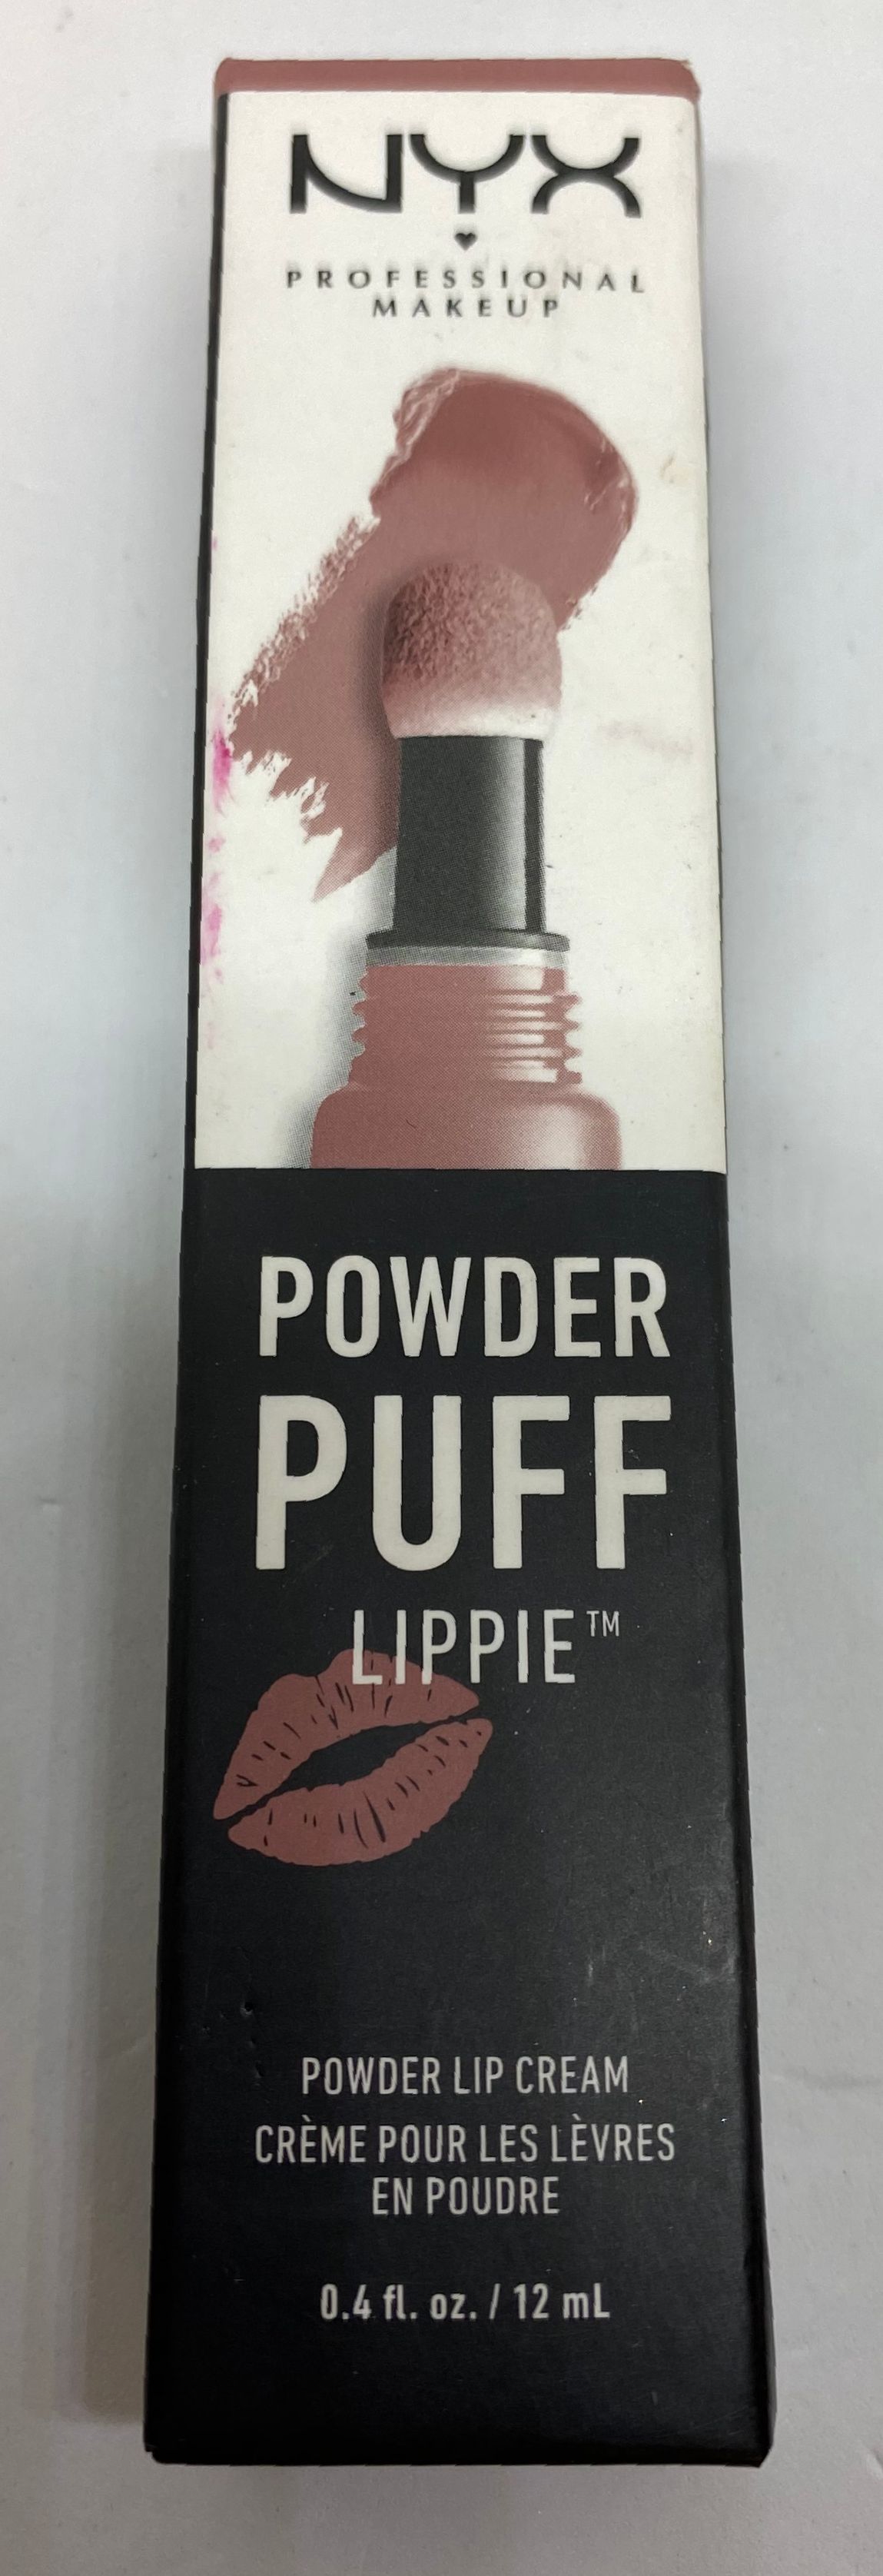 NYX
PROFESSIONAL
MAKEUP
POWDER
PUFF
LIPPIE™
POWDER LIP CREAM
CRÈME POUR LES LÈVRES
EN POUDRE
0.4 fl. oz. / 12 mL